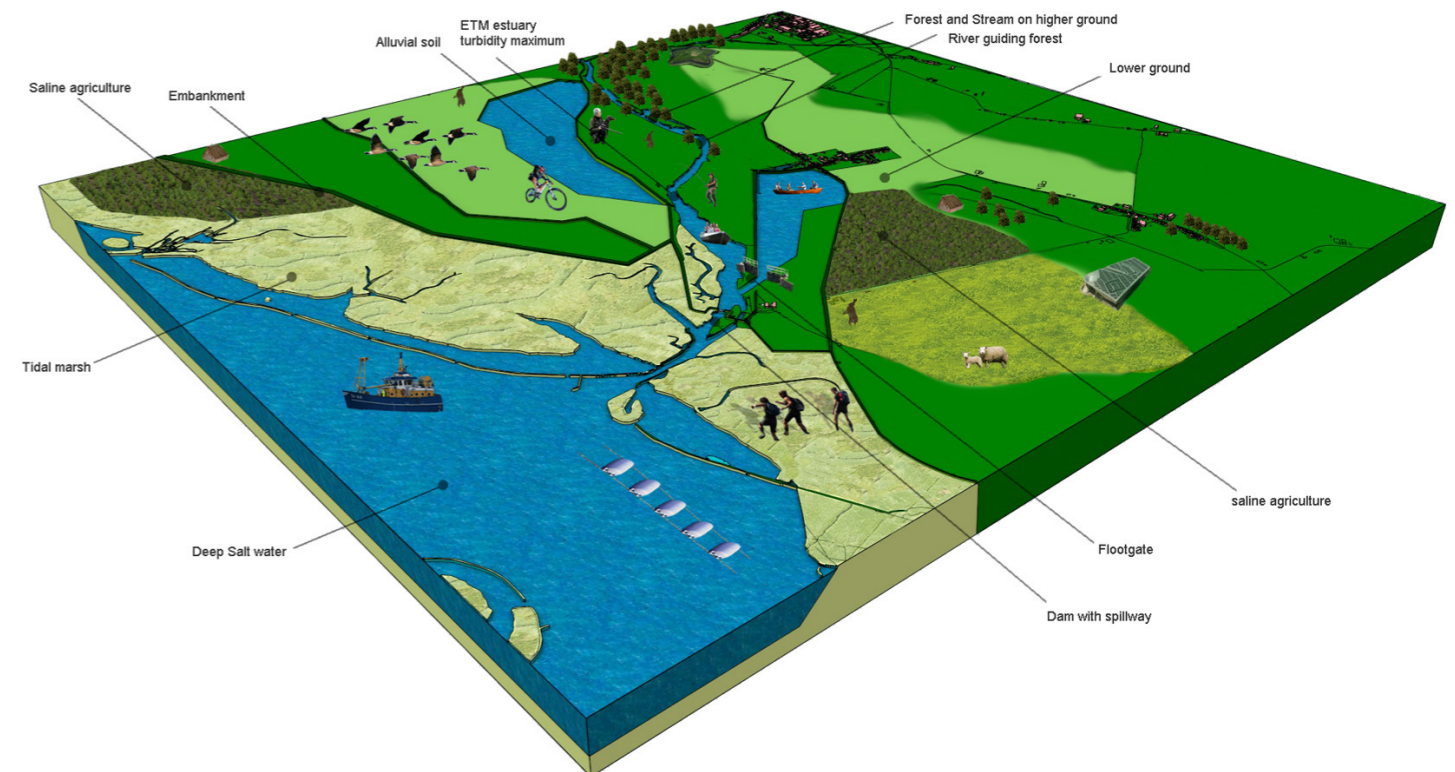 Forest and Stream on higher ground
ETM estuary
turbidity maximum
River guiding forest
Alluvial soil
Lower ground
Saline agriculture
Embankment
Tidal marsh
saline agriculture
Deep Salt water
Flootgate
Dam with spillway